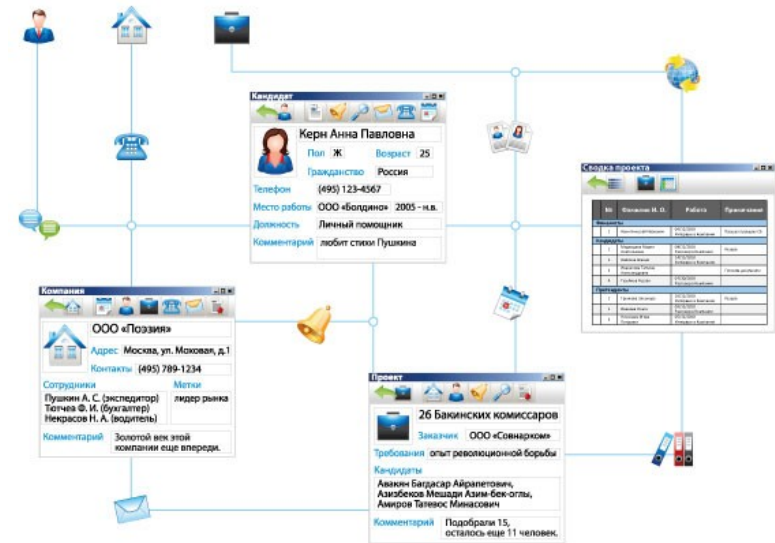 Кандидат
Керн Анна Павловна
Пол Ж Возраст 25
Гражданство Россия
Телефон (495) 123-4567
Место работы ООО «Болдино» 2005 – н.в.
Должность Личный помощник
Комментарий любит стихи Пушкина
Сводка проекта
№ Фамилия И. О. Работа Примечание
Финалисты
Кандидаты
Претенденты
Компания
ООО «Поэзия»
Адрес Москва, ул. Моховая, д.1
Контакты (495) 789-1234
Сотрудники Метки
Пушкин А. С. (экспедитор) лидер рынка
Тютчев Ф. И. (бухгалтер)
Некрасов Н. А. (водитель)
Комментарий Золотой век этой
компании еще впереди.
Проект
26 Бакинских комиссаров
Заказчик ООО «Совнарком»
Требования опыт революционной борьбы
Кандидаты
Авакян Багдасар Айрапетович,
Азизбеков Мешади Азим-бек-оглы,
Амиров Татевос Минасович
Комментарий Подобрали 15,
осталось еще 11 человек.